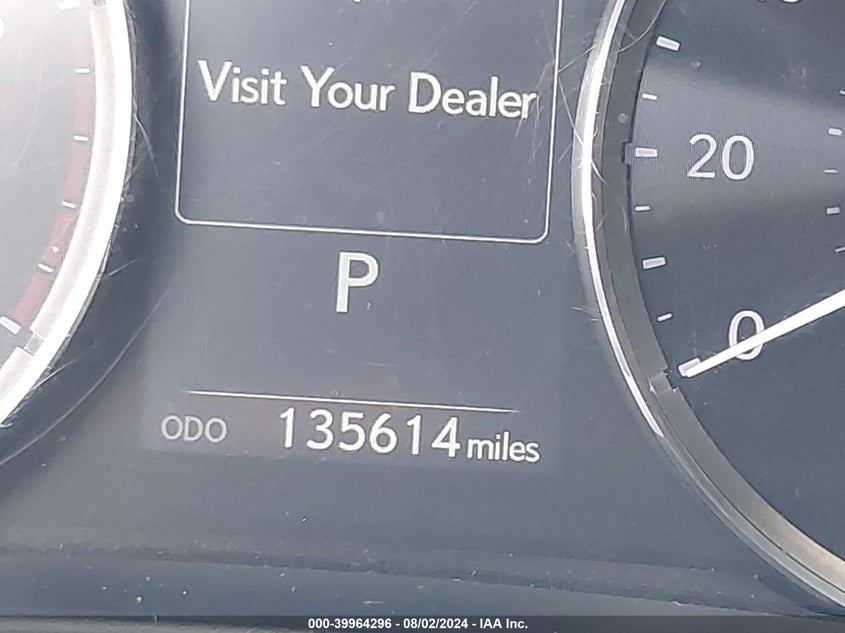 Visit Your Dealer
20
P
0
ODO 135614 miles
000-39964296 - 08/02/2024 - IAA Inc.